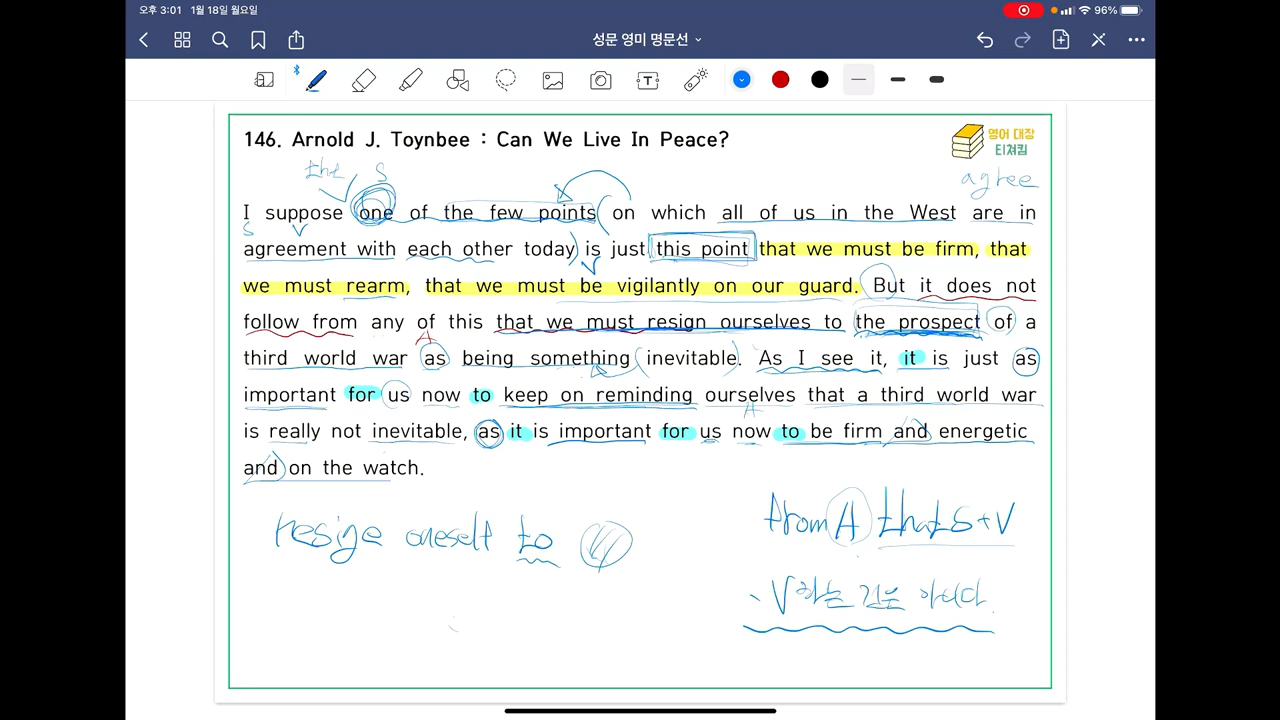 오후 3:01 1월 18일 월요일
96%
성문 영미 명문선
146. Arnold J. Toynbee : Can We Live In Peace?
영어 대장
티쳐킴
the S
agree
I suppose one of the few points on which all of us in the West are in
S V
agreement with each other today) is just this point that we must be firm, that
V
we must rearm, that we must be vigilantly on our guard. But it does not
follow from any of this that we must resign ourselves to the prospect of a
A
third world war as being something (inevitable). As I see it, it is just as
important for us now to keep on reminding ourselves that a third world war
A
is really not inevitable, as it is important for us now to be firm and energetic
and on the watch.
from A that S+V
resign oneself to
V하는 것은 아니다.